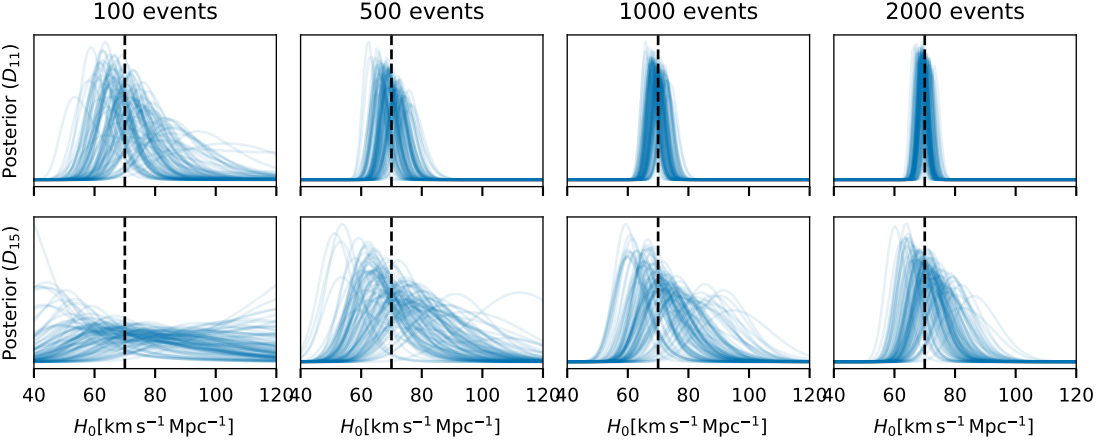 100 events 500 events 1000 events 2000 events
Posterior (D₁₁)
Posterior (D₁₅)
40 60 80 100 120 40 60 80 100 120 40 60 80 100 120 40 60 80 100 120
H₀[km s⁻¹ Mpc⁻¹] H₀[km s⁻¹ Mpc⁻¹] H₀[km s⁻¹ Mpc⁻¹] H₀[km s⁻¹ Mpc⁻¹]